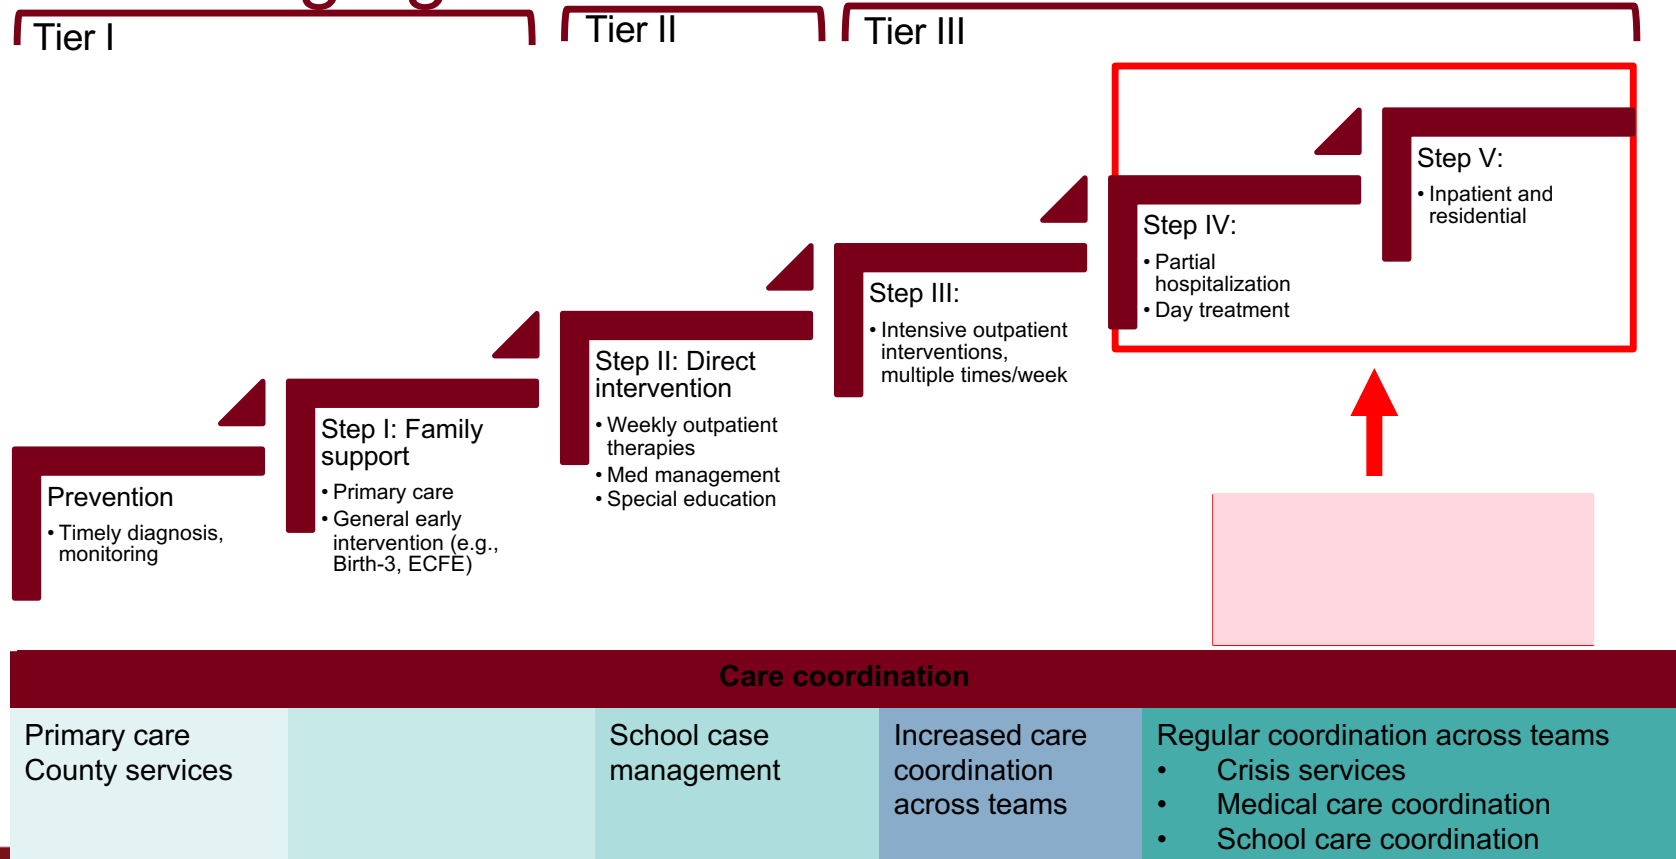 Tier I
Tier II
Tier III
Prevention
• Timely diagnosis,
monitoring
Step I: Family
support
• Primary care
• General early
intervention (e.g.,
Birth-3, ECFE)
Step II: Direct
intervention
• Weekly outpatient
therapies
• Med management
• Special education
Step III:
• Intensive outpatient
interventions,
multiple times/week
Step IV:
• Partial
hospitalization
• Day treatment
Step V:
• Inpatient and
residential
Care coordination
Primary care
County services
School case
management
Increased care
coordination
across teams
Regular coordination across teams
• Crisis services
• Medical care coordination
• School care coordination